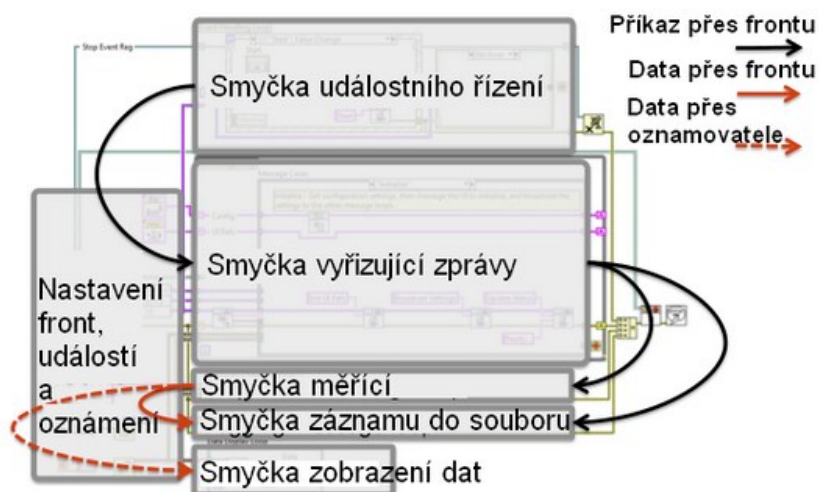 Příkaz přes frontu
Data přes frontu
Data přes
oznamovatele
Stop Event Reg.
Smyčka událostního řízení
Smyčka vyřizující zprávy
Nastavení
front,
událostí
a
oznámení
Smyčka měřící
Smyčka záznamu do souboru
Smyčka zobrazení dat